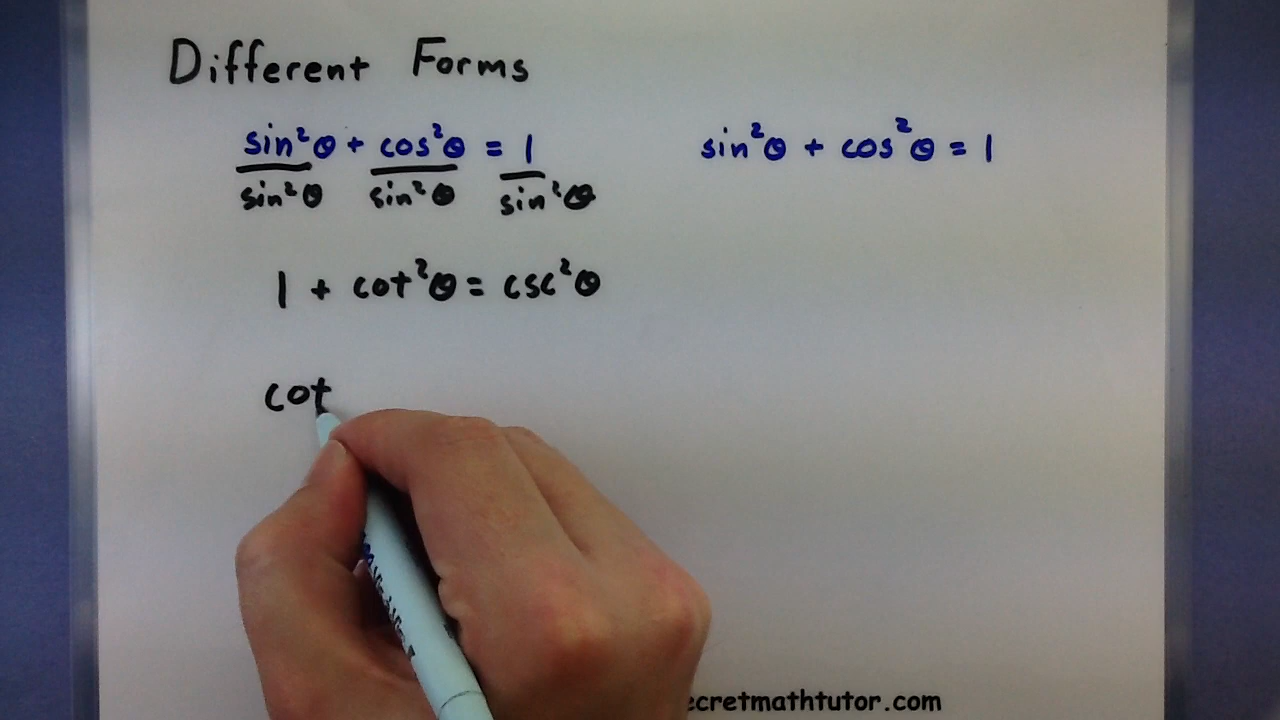 Different Forms
sin²θ + cos²θ = 1
sin²θ sin²θ sin²θ
1 + cot²θ = csc²θ
cot
sin²θ + cos²θ = 1
ecretmathtutor.com